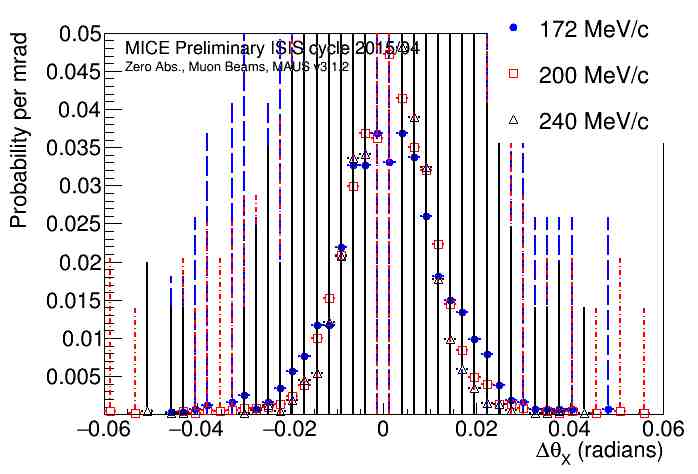 MICE Preliminary ISIS cycle 2015/04
Zero Abs., Muon Beams, MAUS v3.1.2
172 MeV/c
200 MeV/c
240 MeV/c
Probability per mrad
0.05
0.045
0.04
0.035
0.03
0.025
0.02
0.015
0.01
0.005
−0.06 −0.04 −0.02 0 0.02 0.04 0.06
Δθ_X (radians)